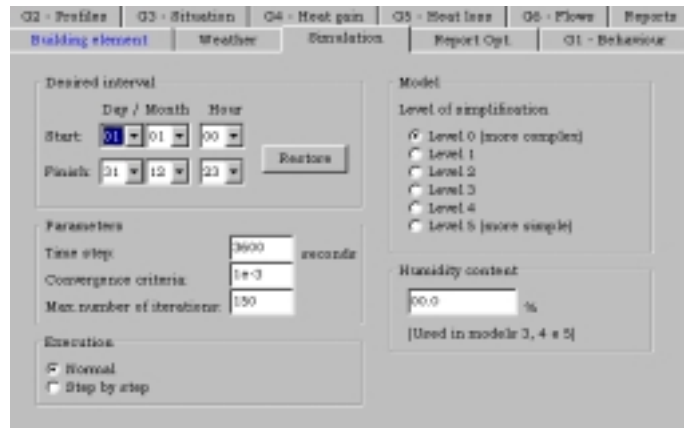 G2 - Profiles G3 - Situation G4 - Heat gain G5 - Heat loss G6 - Flows Reports
Building element Weather Simulation Report Opt. G1 - Behaviour
Desired interval
Day / Month Hour
Start: 01 01 00
Finish: 31 12 23
Restore
Parameters
Time step: 3600 seconds
Convergence criteria: 1e-3
Max number of iterations: 150
Execution
Normal
Step by step
Model
Level of simplification
Level 0 (more complex)
Level 1
Level 2
Level 3
Level 4
Level 5 (more simple)
Humidity content
00.0 %
(Used in models 3, 4 e 5)